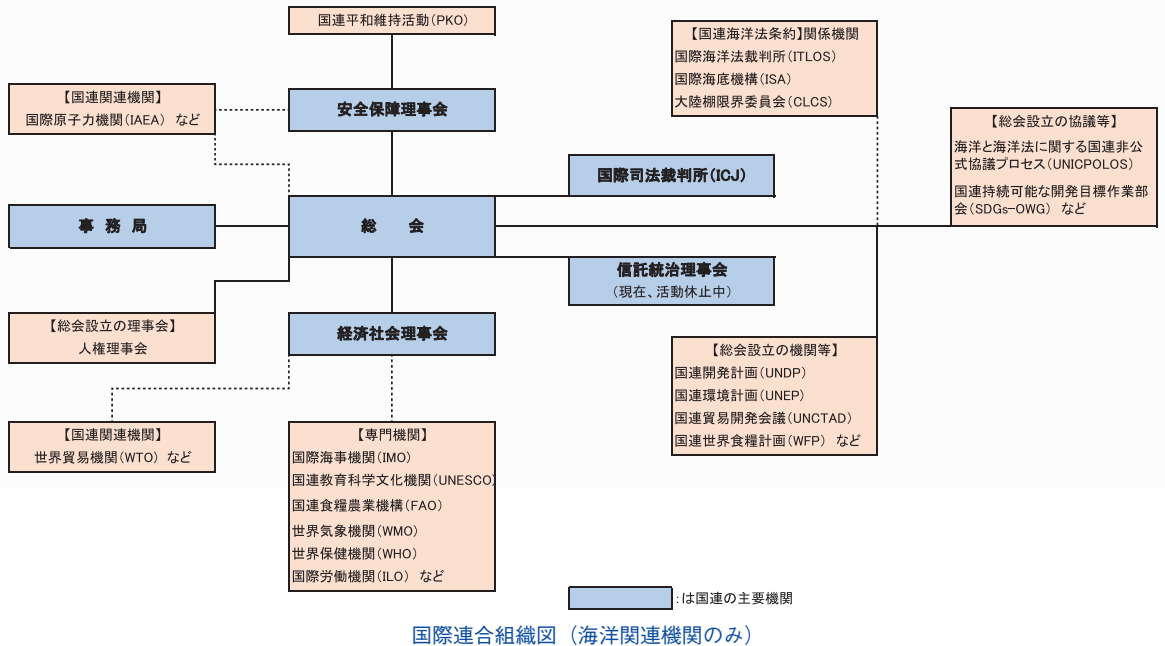 国連平和維持活動(PKO)
【国連海洋法条約】関係機関
国際海洋法裁判所(ITLOS)
国際海底機構(ISA)
大陸棚限界委員会(CLCS)
【国連関連機関】
国際原子力機関(IAEA) など
安全保障理事会
【総会設立の協議等】
海洋と海洋法に関する国連非公
式協議プロセス(UNICPOLOS)
国連持続可能な開発目標作業部
会(SDGs-OWG) など
国際司法裁判所(ICJ)
事 務 局
総 会
信託統治理事会
(現在、活動休止中)
【総会設立の理事会】
人権理事会
経済社会理事会
【総会設立の機関等】
国連開発計画(UNDP)
国連環境計画(UNEP)
国連貿易開発会議(UNCTAD)
国連世界食糧計画(WFP) など
【国連関連機関】
世界貿易機関(WTO) など
【専門機関】
国際海事機関(IMO)
国連教育科学文化機関(UNESCO)
国連食糧農業機構(FAO)
世界気象機関(WMO)
世界保健機関(WHO)
国際労働機関(ILO) など
:は国連の主要機関
国際連合組織図（海洋関連機関のみ）